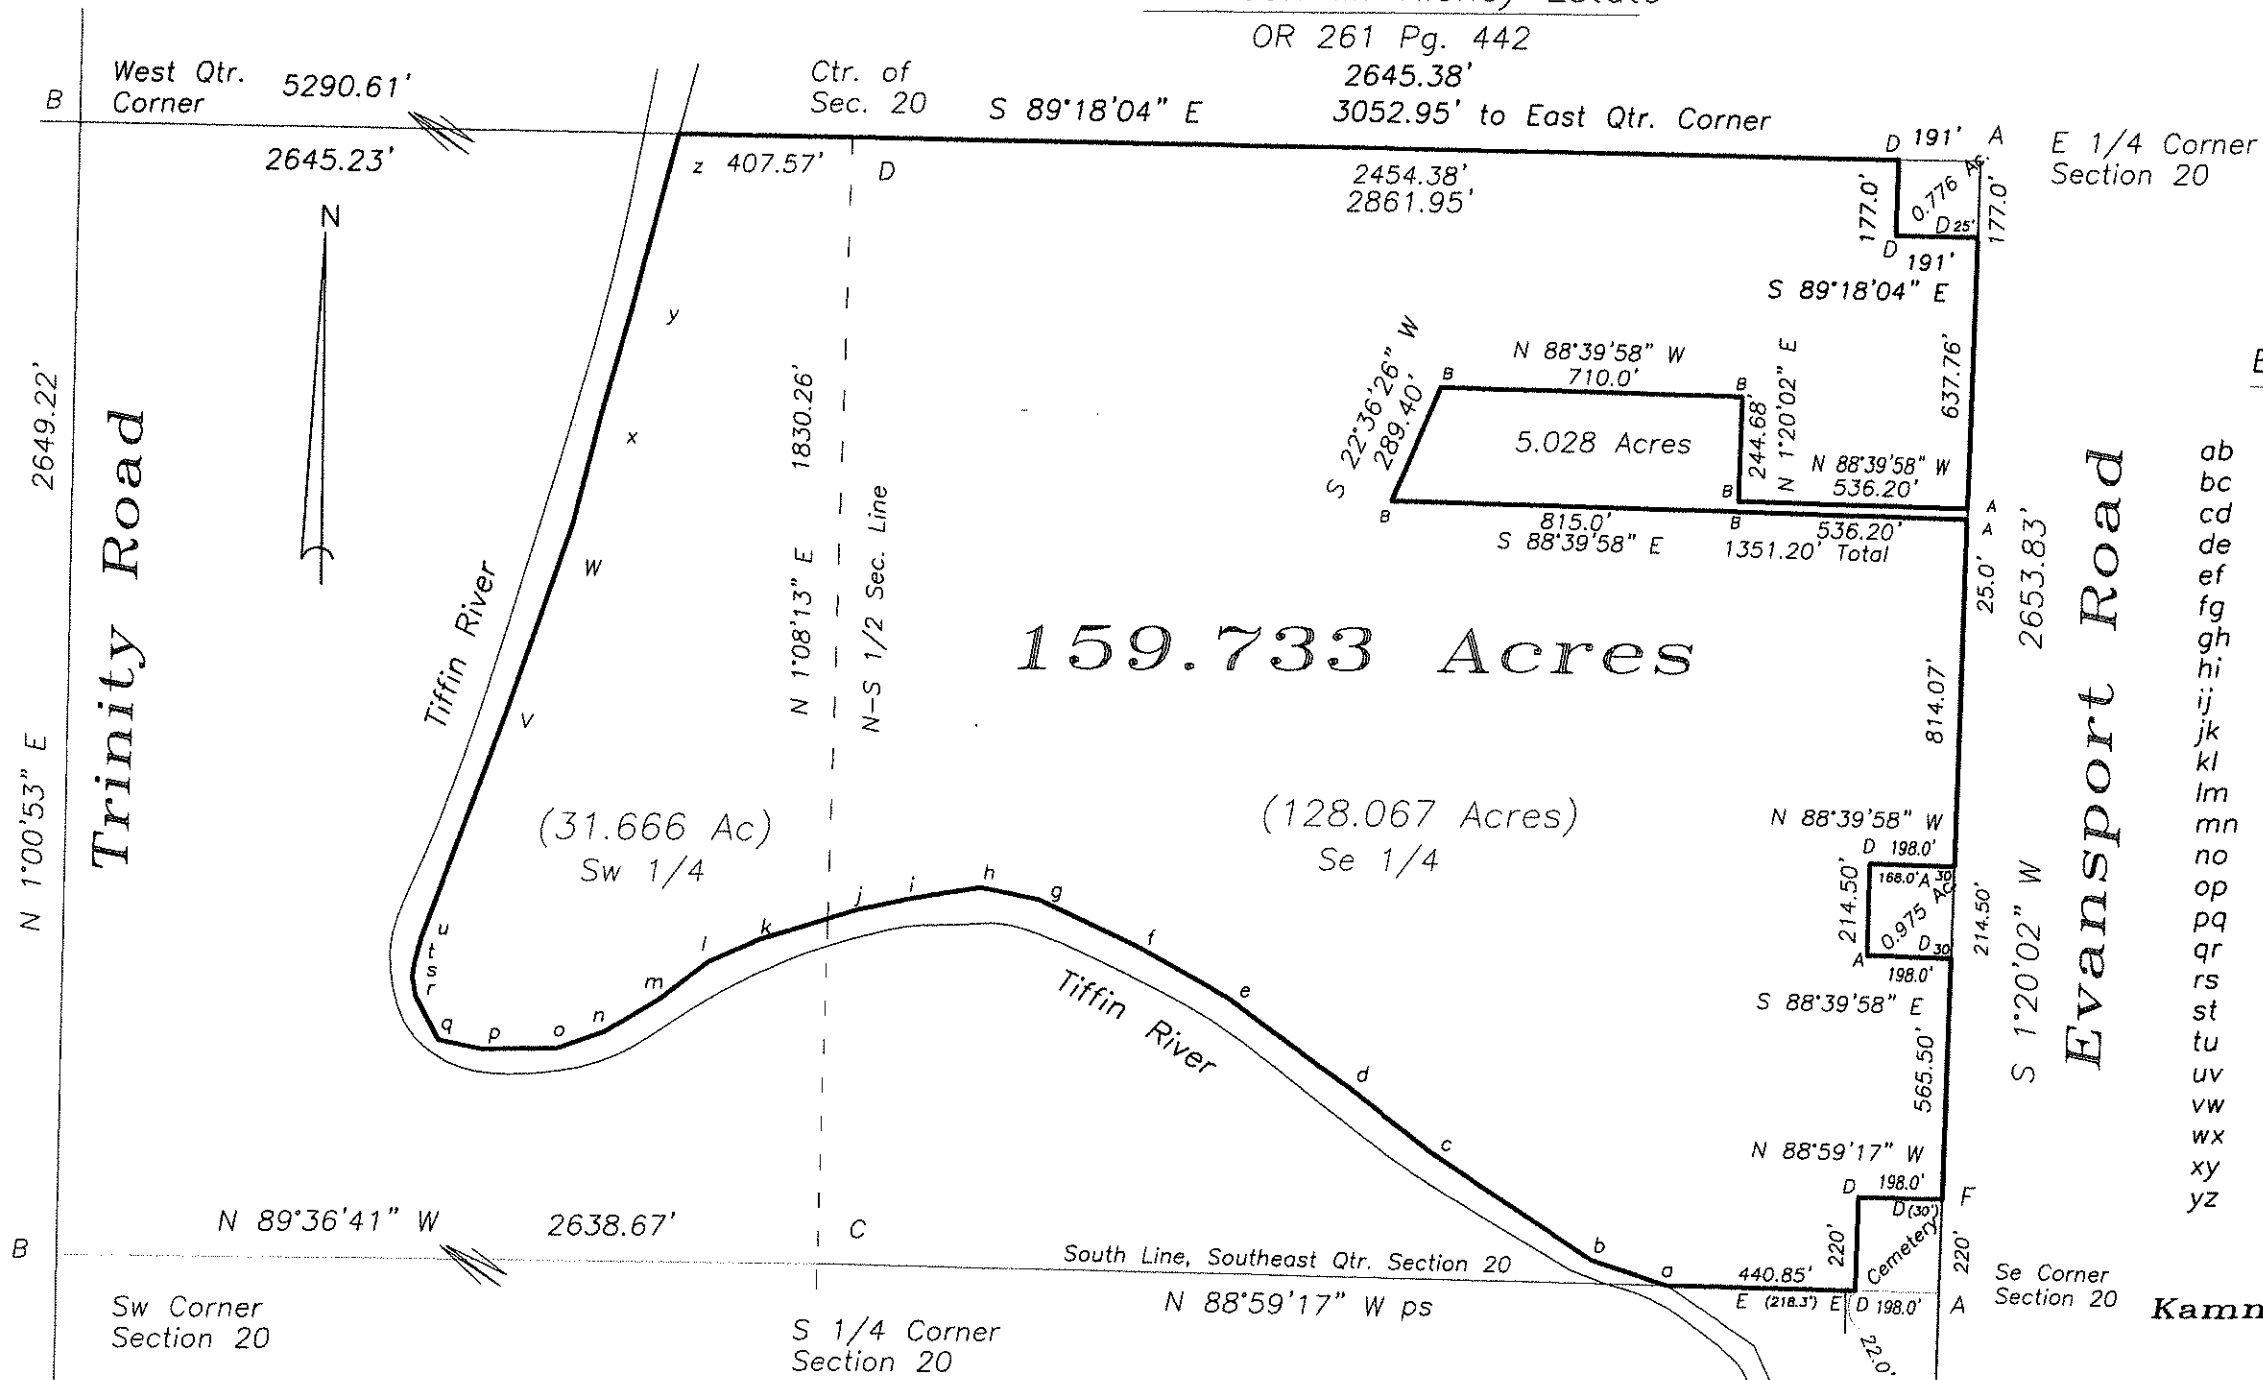 OR 261 Pg. 442
West Qtr.
Corner
5290.61'
Ctr. of
Sec. 20
2645.38'
S 89°18'04" E
3052.95' to East Qtr. Corner
B
2645.23'
z 407.57'
D
2454.38'
2861.95'
D 191' A
E 1/4 Corner
Section 20
177.0'
0.776 Ac.
D 25'
177.0'
D
191'
S 89°18'04" E
N
y
x
W
V
2649.22'
Trinity Road
N 1°00'53" E
Tiffin River
1830.26'
N 1°08'13" E
N-S 1/2 Sec. Line
S 22°36'26" W
289.40'
B
N 88°39'58" W
710.0'
B
244.68'
N 1°20'02" E
637.76'
5.028 Acres
N 88°39'58" W
536.20'
B
A
B
815.0'
S 88°39'58" E
B
536.20'
1351.20' Total
A
25.0'
2653.83'
Evansport Road
S 1°20'02" W
159.733 Acres
814.07'
(31.666 Ac)
Sw 1/4
(128.067 Acres)
Se 1/4
N 88°39'58" W
D 198.0'
168.0' A 30'
214.50'
0.975 Ac.
D 30'
214.50'
A
198.0'
S 88°39'58" E
565.50'
u
t
s
r
q
p
o
n
m
l
k
j
i
h
g
f
e
d
c
b
a
Tiffin River
N 88°59'17" W
D 198.0'
F
D (30')
220'
Cemetery
220'
N 89°36'41" W
2638.67'
C
B
South Line, Southeast Qtr. Section 20
N 88°59'17" W ps
440.85'
E (218.3') E D 198.0' A
22.0'
Se Corner
Section 20
Kamn
Sw Corner
Section 20
S 1/4 Corner
Section 20
ab
bc
cd
de
ef
fg
gh
hi
ij
jk
kl
lm
mn
no
op
pq
qr
rs
st
tu
uv
vw
wx
xy
yz